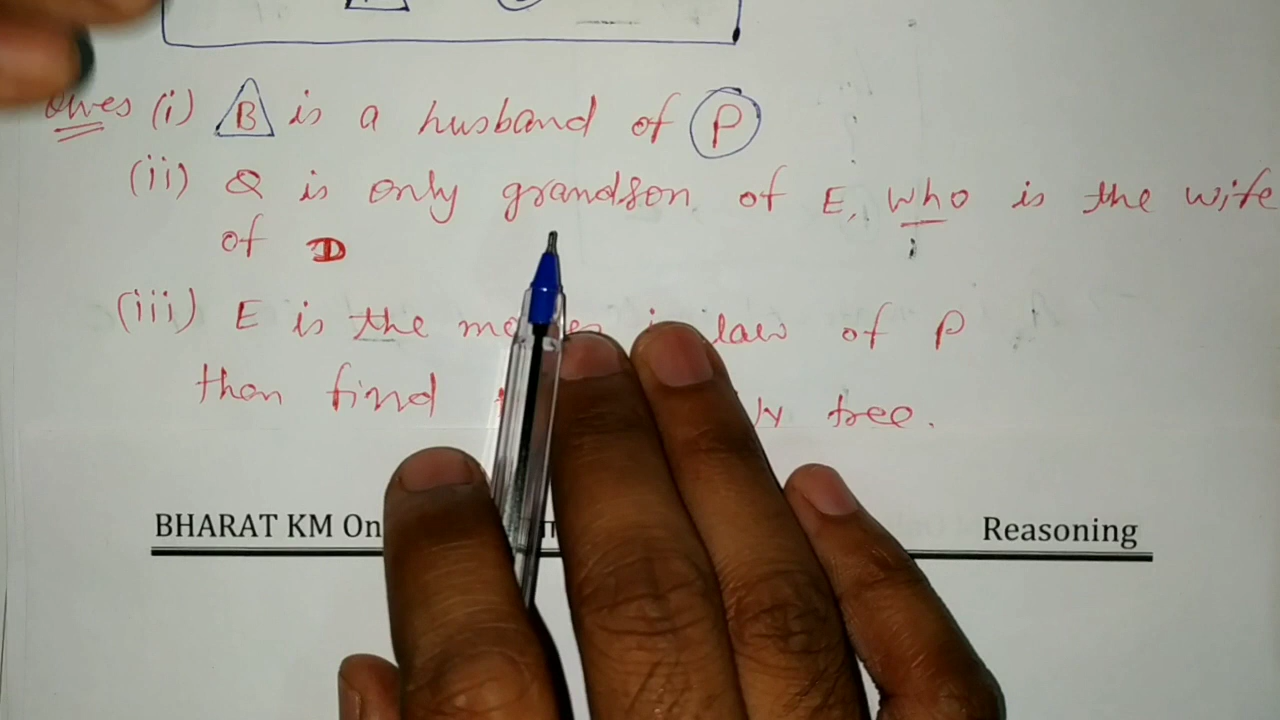 Ques (i) B is a husband of P
(ii) Q is only grandson of E, who is the wife
of D
(iii) E is the law of P
then find tree.
BHARAT KM Reasoning